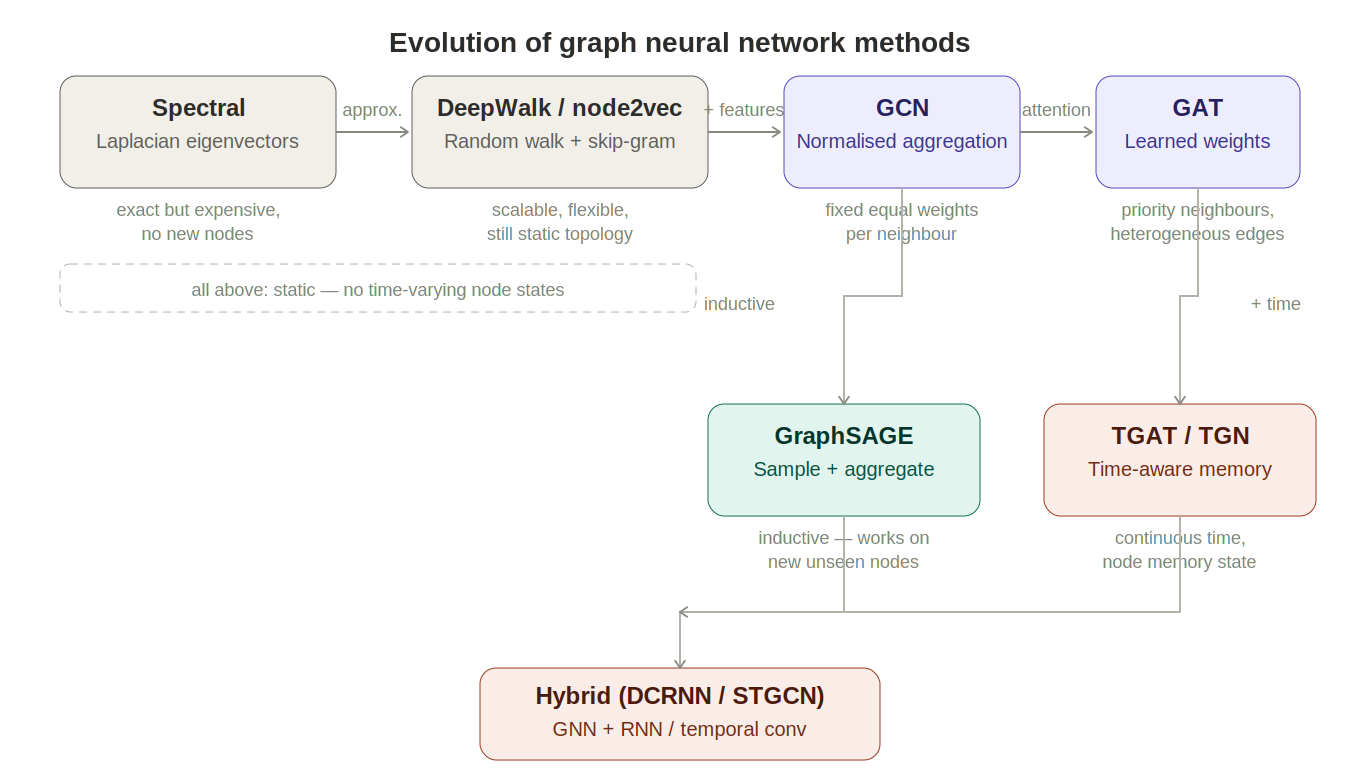 Evolution of graph neural network methods
Spectral
Laplacian eigenvectors
approx.
DeepWalk / node2vec
Random walk + skip-gram
+ features
GCN
Normalised aggregation
attention
GAT
Learned weights
exact but expensive,
no new nodes
scalable, flexible,
still static topology
fixed equal weights
per neighbour
priority neighbours,
heterogeneous edges
all above: static — no time-varying node states
inductive
+ time
GraphSAGE
Sample + aggregate
TGAT / TGN
Time-aware memory
inductive — works on
new unseen nodes
continuous time,
node memory state
Hybrid (DCRNN / STGCN)
GNN + RNN / temporal conv